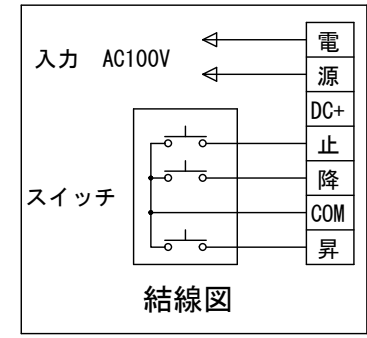 入力 AC100V
スイッチ
電
源
DC+
止
降
COM
昇
結線図